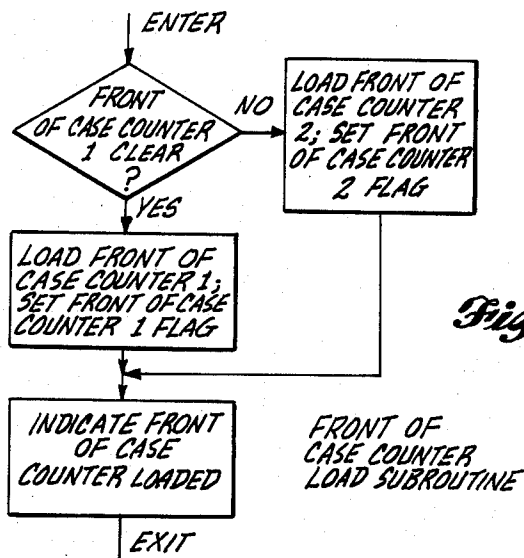 ENTER
FRONT
OF CASE COUNTER
1 CLEAR
?
NO
LOAD FRONT OF
CASE COUNTER
2; SET FRONT
OF CASE COUNTER
2 FLAG
YES
LOAD FRONT OF
CASE COUNTER 1;
SET FRONT OF CASE
COUNTER 1 FLAG
Fig
INDICATE FRONT
OF CASE
COUNTER LOADED
FRONT OF
CASE COUNTER
LOAD SUBROUTINE
EXIT